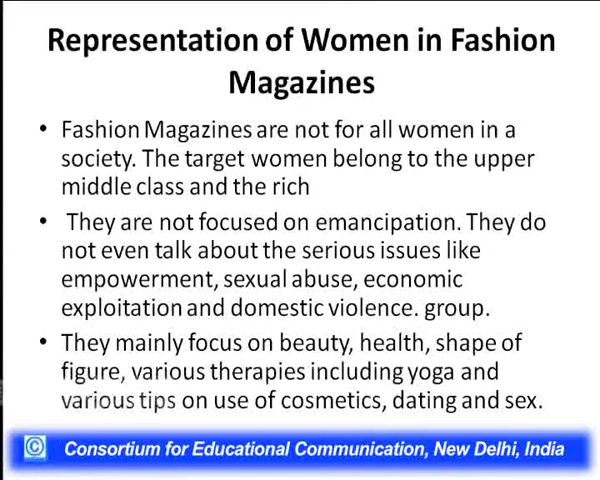 Representation of Women in Fashion
Magazines
• Fashion Magazines are not for all women in a
society. The target women belong to the upper
middle class and the rich
• They are not focused on emancipation. They do
not even talk about the serious issues like
empowerment, sexual abuse, economic
exploitation and domestic violence. group.
• They mainly focus on beauty, health, shape of
figure, various therapies including yoga and
various tips on use of cosmetics, dating and sex.
© Consortium for Educational Communication, New Delhi, India